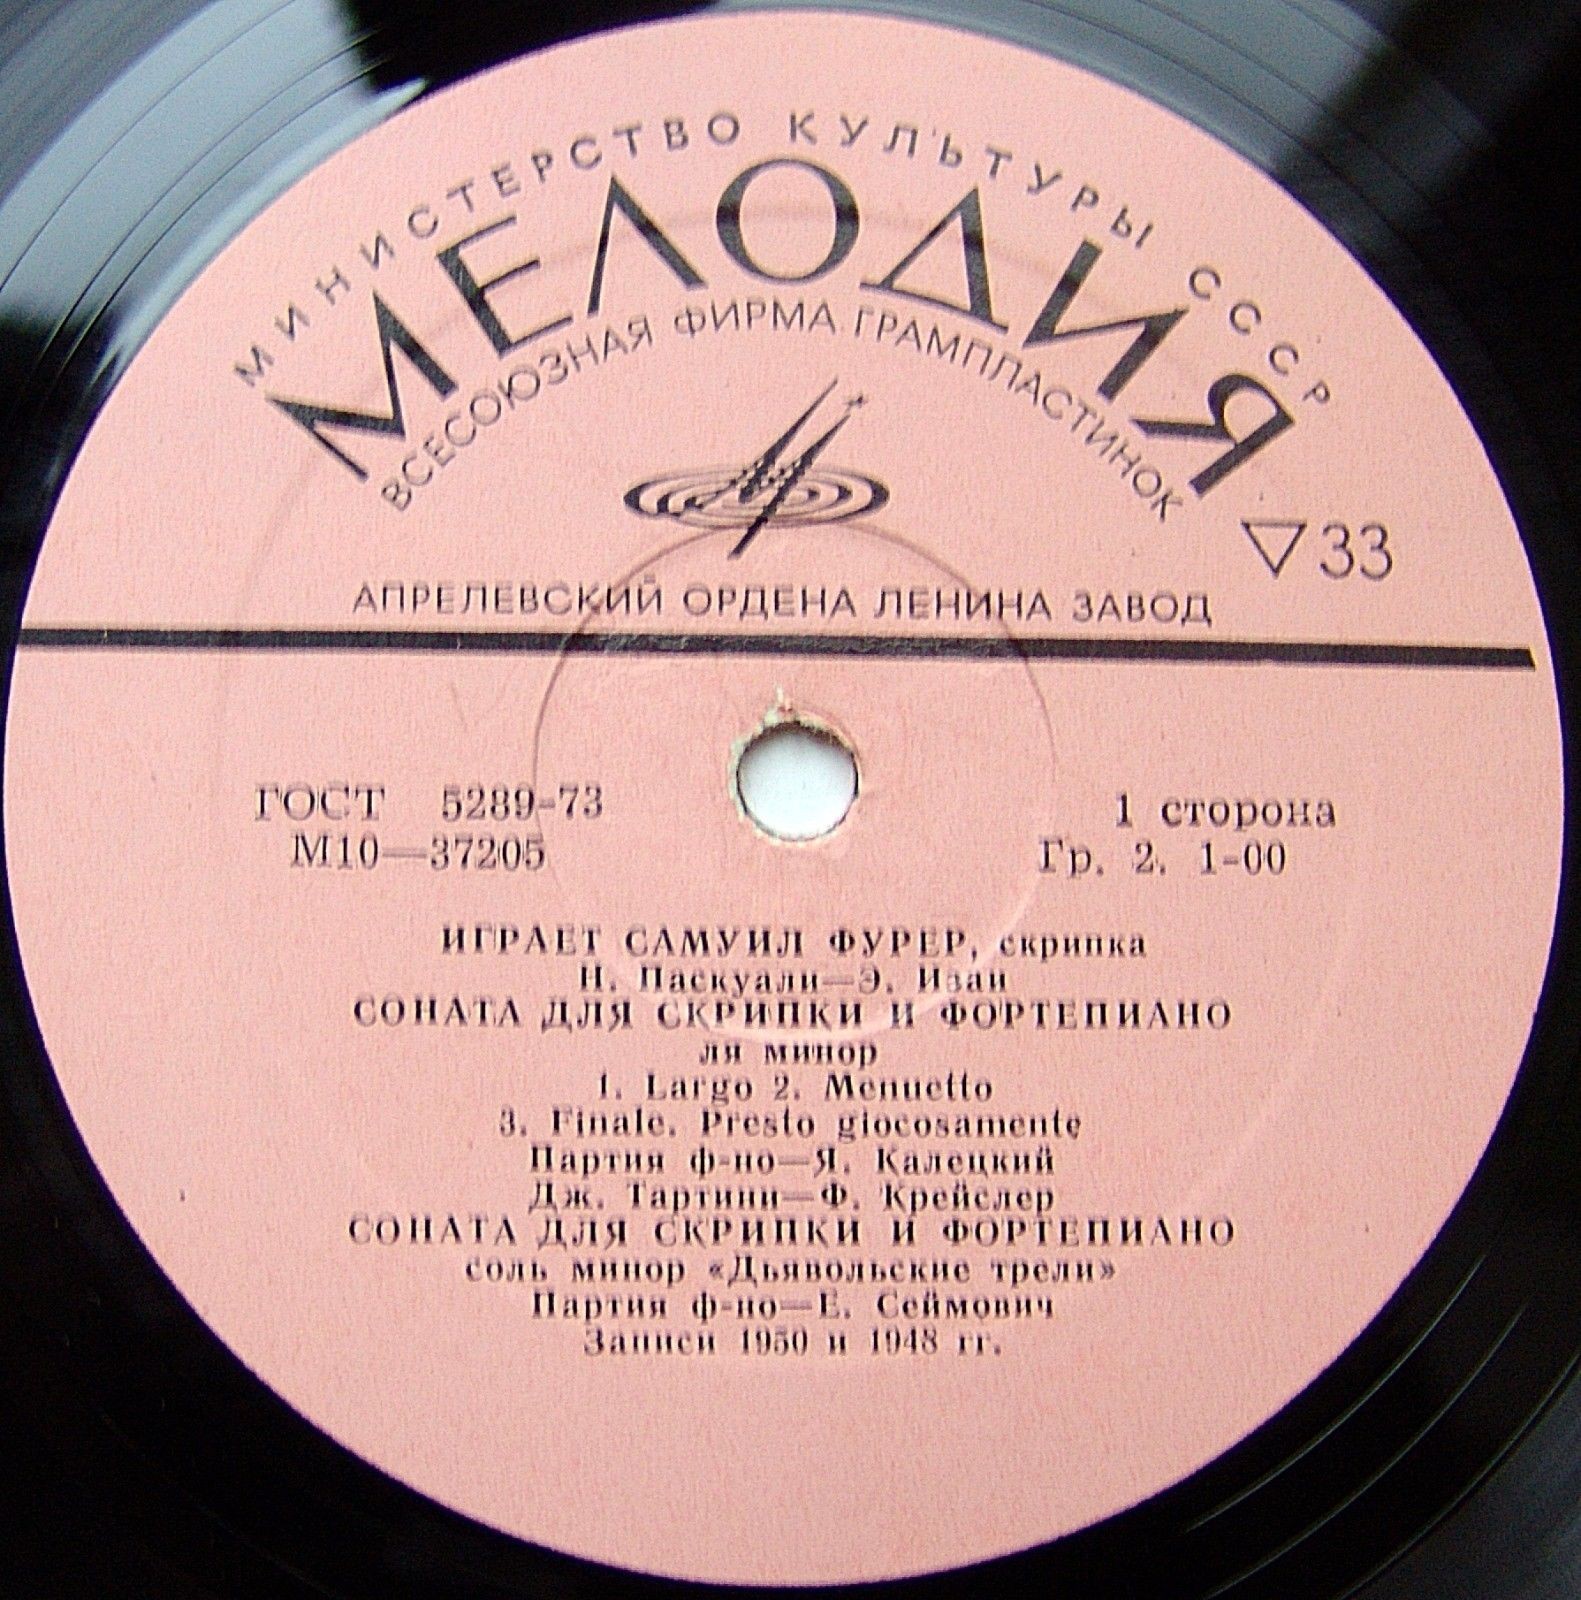 МИНИСТЕРСТВО КУЛЬТУРЫ СССР
МЕЛОДИЯ
ВСЕСОЮЗНАЯ ФИРМА ГРАМПЛАСТИНОК
▽33
АПРЕЛЕВСКИЙ ОРДЕНА ЛЕНИНА ЗАВОД
ГОСТ 5289-73
М10—37205
1 сторона
Гр. 2. 1-00
ИГРАЕТ САМУИЛ ФУРЕР, скрипка
Н. Паскуали—Э. Изаи
СОНАТА ДЛЯ СКРИПКИ И ФОРТЕПИАНО
ля минор
1. Largo 2. Menuetto
3. Finale. Presto giocosamente
Партия ф-но—Я. Калецкий
Дж. Тартини—Ф. Крейслер
СОНАТА ДЛЯ СКРИПКИ И ФОРТЕПИАНО
соль минор «Дьявольские трели»
Партия ф-но—Е. Сеймович
Записи 1950 и 1948 гг.